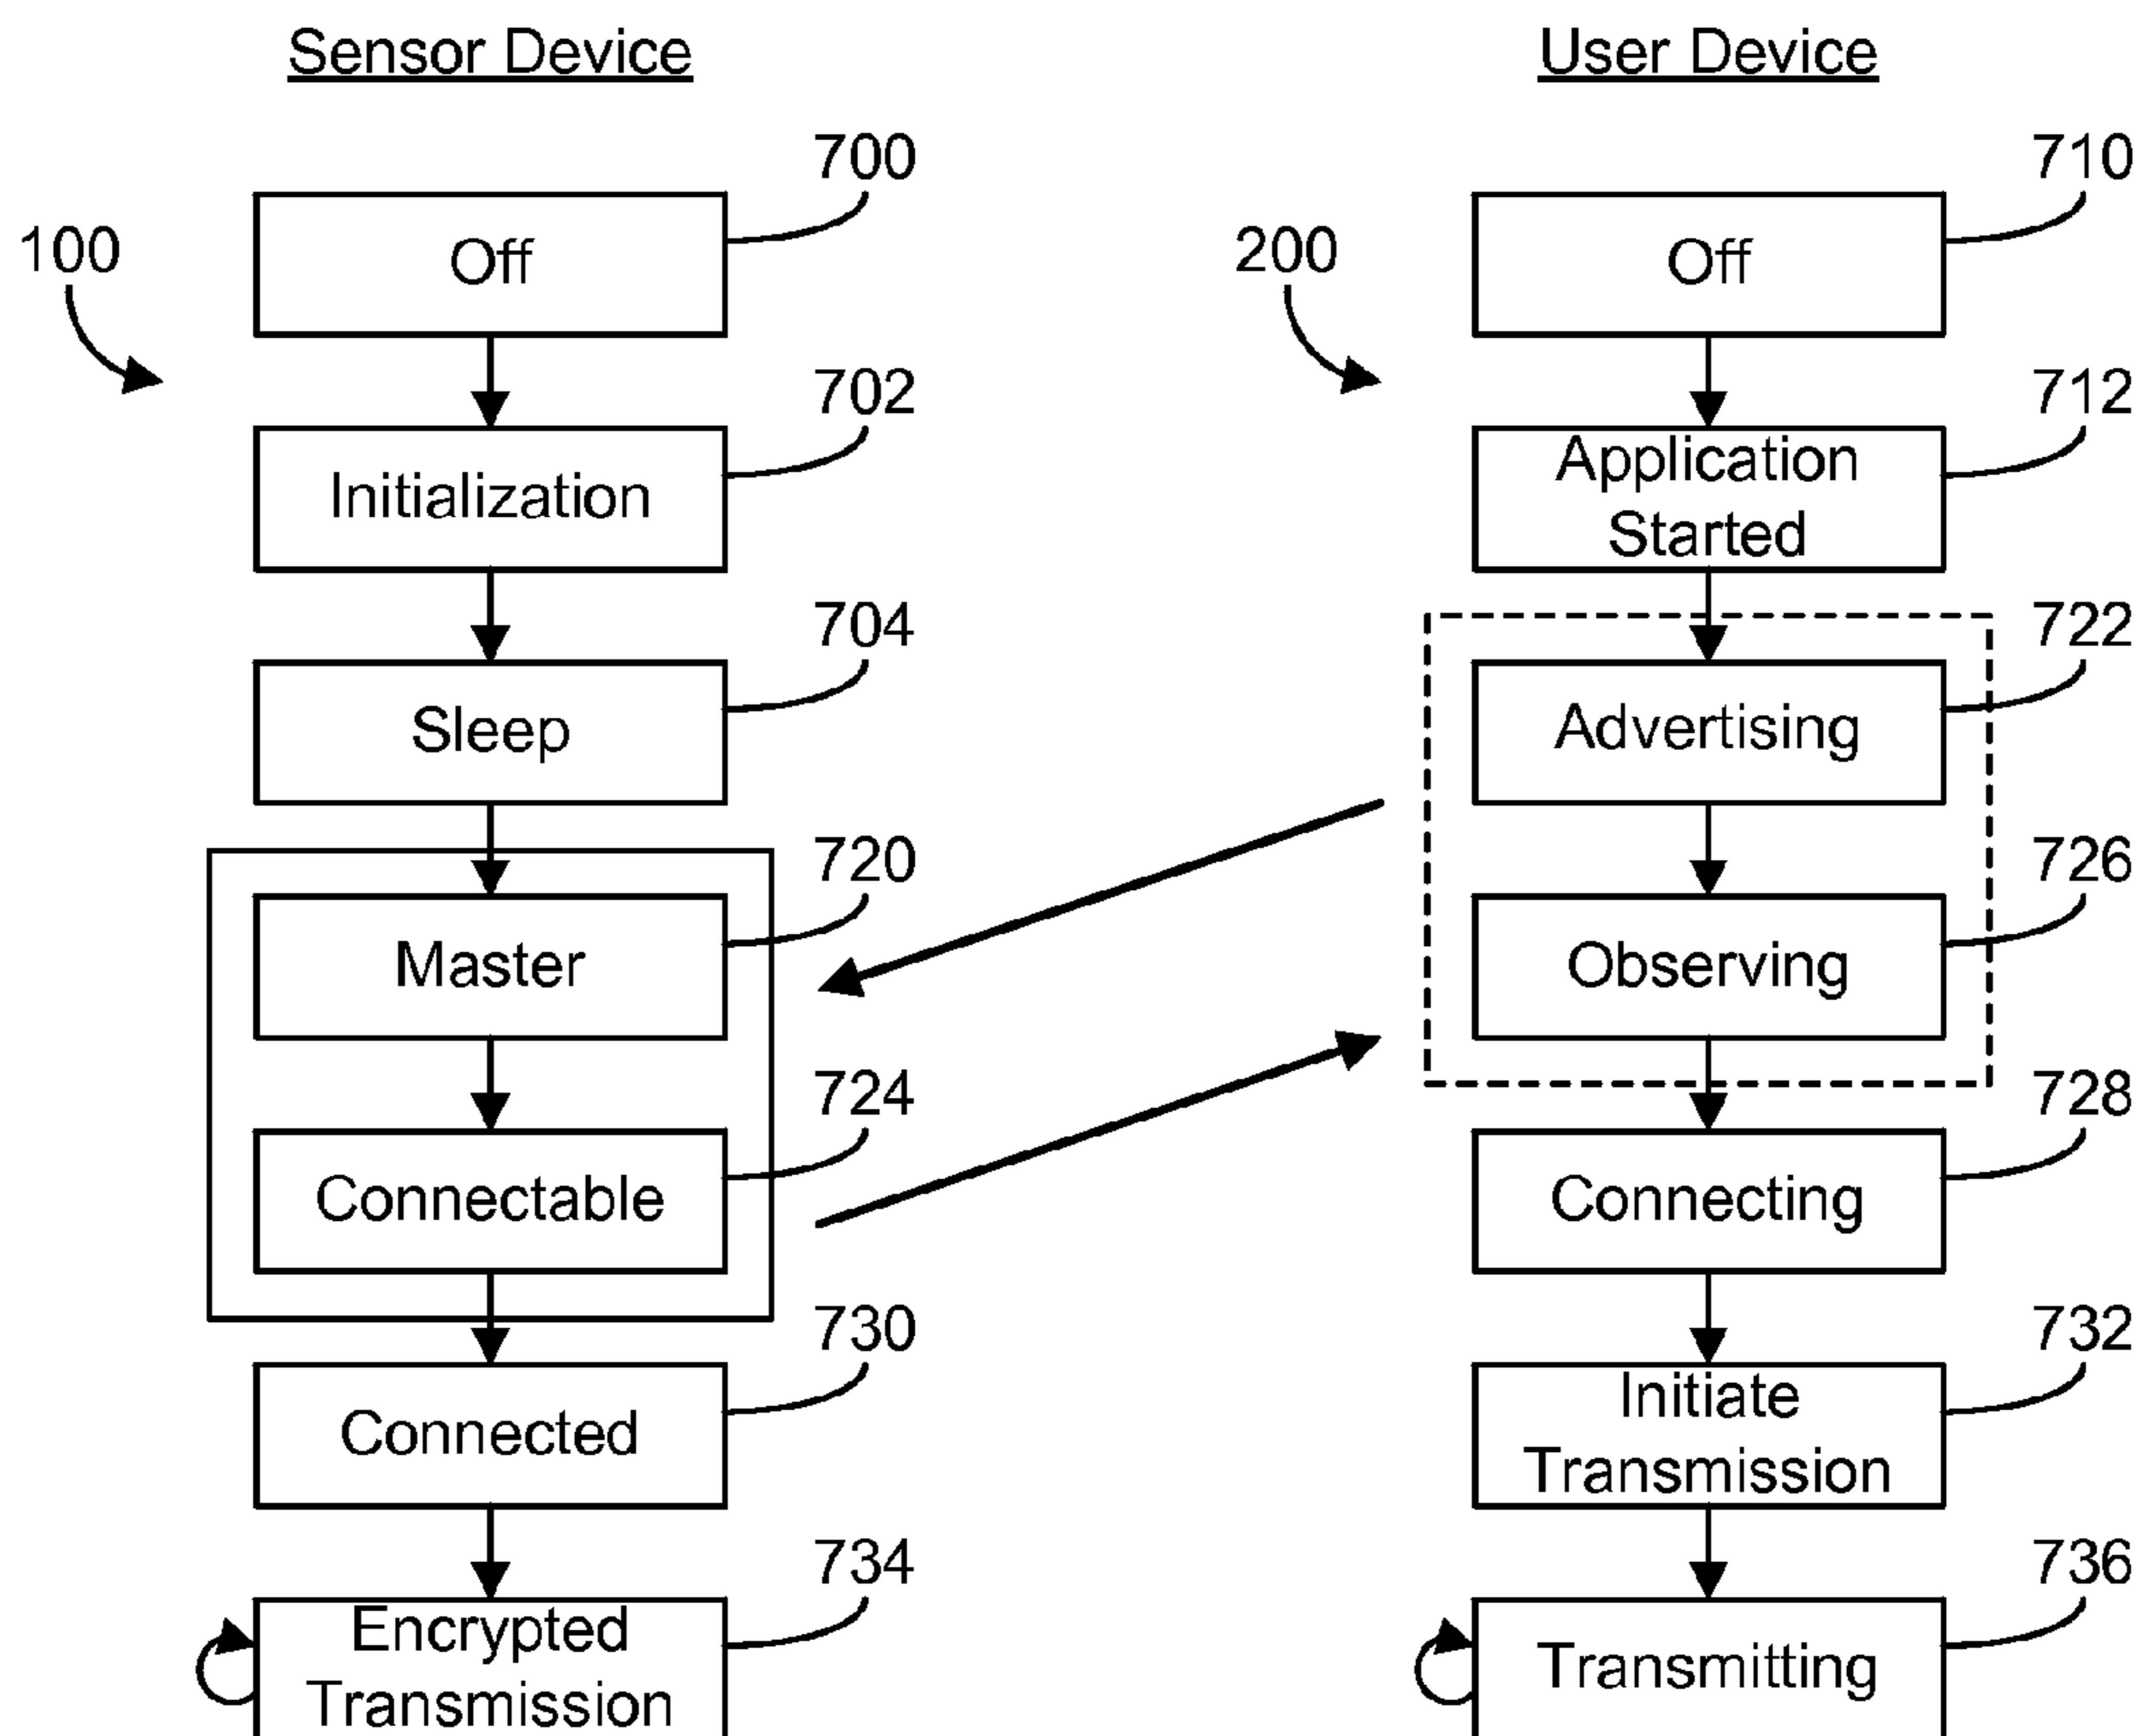 Sensor Device
User Device
700
710
Off
Off
100
200
702
712
Initialization
Application
Started
704
722
Sleep
Advertising
720
726
Master
Observing
724
728
Connectable
Connecting
730
732
Connected
Initiate
Transmission
734
736
Encrypted
Transmission
Transmitting